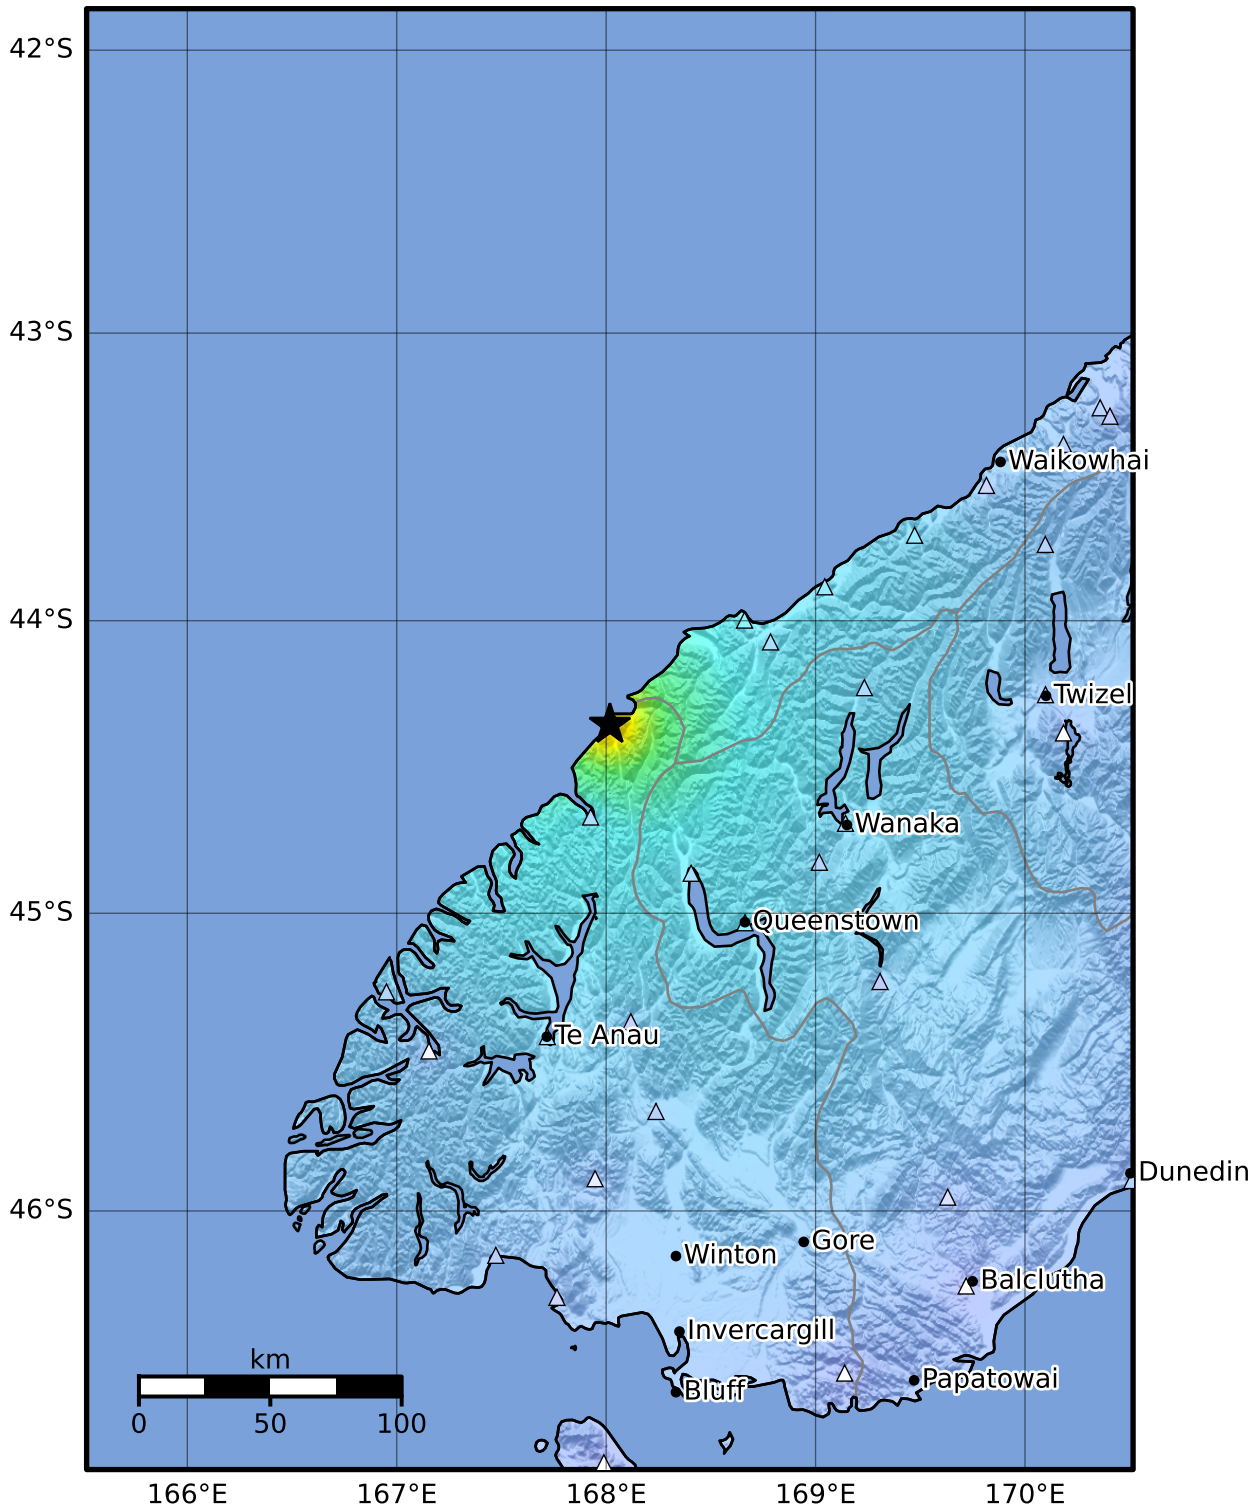 42°S
43°S
Waikowhai
44°S
Twizel
Wanaka
45°S
Queenstown
Te Anau
Dunedin
46°S
Gore
Winton
Balclutha
Invercargill
km
Papatowai
Bluff
0 50 100
166°E 167°E 168°E 169°E 170°E